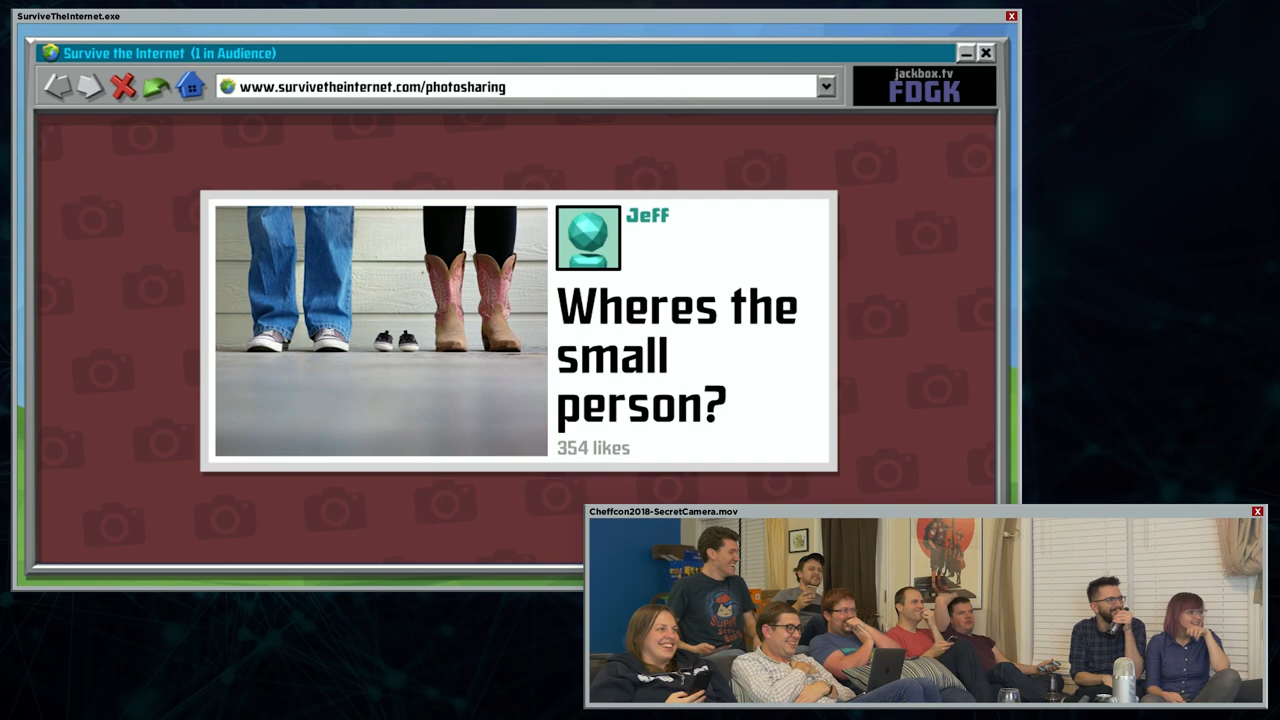 SurviveTheInternet.exe
X
Survive the Internet (1 in Audience)
www.survivetheinternet.com/photosharing
jackbox.tv
FDGK
Jeff
Wheres the
small
person?
354 likes
Cheffcon2018-SecretCamera.mov
X
SUPER